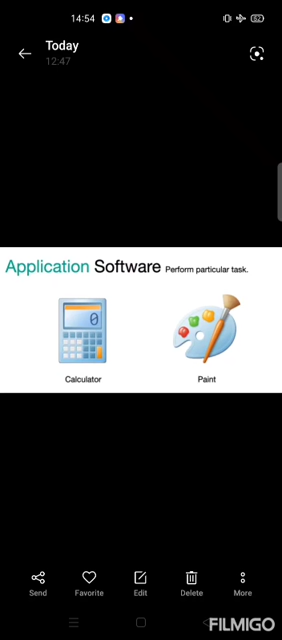 14:54
52
Today
12:47
Application Software Perform particular task.
0
Calculator Paint
Send Favorite Edit Delete More
FILMIGO